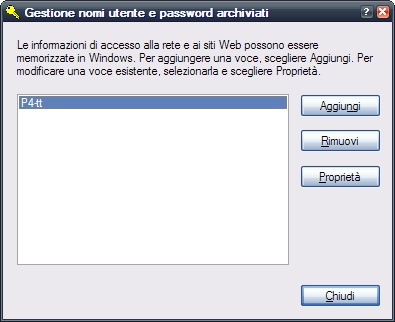 Gestione nomi utente e password archiviati
Le informazioni di accesso alla rete e ai siti Web possono essere
memorizzate in Windows. Per aggiungere una voce, scegliere Aggiungi. Per
modificare una voce esistente, selezionarla e scegliere Proprietà.
P4-tt
Aggiungi
Rimuovi
Proprietà
Chiudi